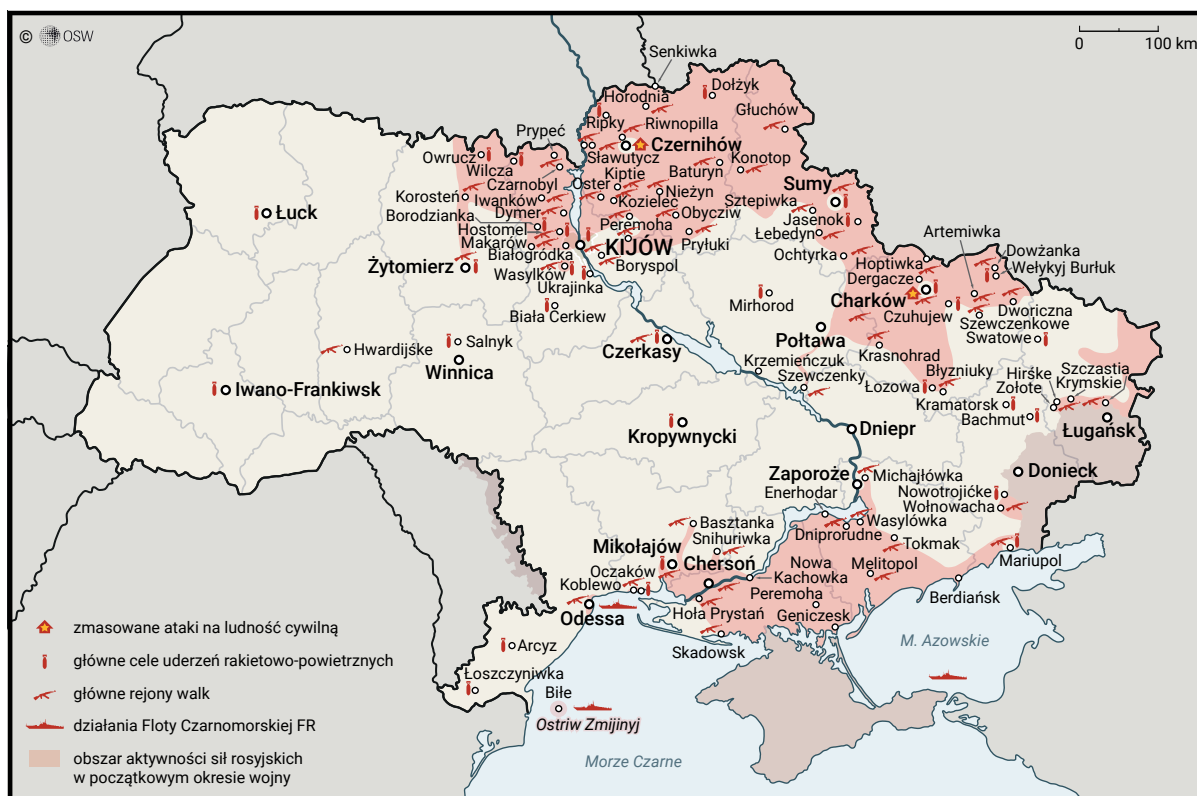 © OSW
0 100 km
Senkiwka
Dołżyk
Horodnia
Głuchów
Ripky
Riwnopilla
Prypeć
Czernihów
Owrucz
Wilcza
Sławutycz
Baturyn
Konotop
Czarnobyl
Kiptie
Sumy
Korosteń
Iwanków
Oster
Nieżyn
Kozielec
Sztepiwka
Borodzianka
Dymer
Obycziw
Jasenok
Łuck
Hostomel
Peremoha
Łebedyn
Artemiwka
Makarów
KIJÓW
Pryłuki
Dowżanka
Białogródka
Ochtyrka
Hoptiwka
Wełykyj Burłuk
Żytomierz
Wasylków
Boryspol
Dergacze
Ukrajinka
Mirhorod
Charków
Biała Cerkiew
Czuhujew
Dworiczna
Szewczenkowe
Połtawa
Swatowe
Salnyk
Czerkasy
Hwardijśke
Krasnohrad
Winnica
Krzemieńczuk
Błyzniuky
Hirśke
Szczastia
Szewczenky
Zołote
Krymskie
Iwano-Frankiwsk
Łozowa
Kramatorsk
Bachmut
Ługańsk
Kropywnycki
Dniepr
Donieck
Zaporoże
Michajłówka
Enerhodar
Nowotrojićke
Wołnowacha
Basztanka
Wasylówka
Snihuriwka
Dniprorudne
Tokmak
Mikołajów
Chersoń
Nowa
Kachowka
Melitopol
Mariupol
Oczaków
Koblewo
Peremoha
Berdiańsk
Odessa
Hoła Prystań
Geniczesk
Skadowsk
M. Azowskie
Arcyz
Łoszczyniwka
Biłe
Ostriw Zmijinyj
Morze Czarne
zmasowane ataki na ludność cywilną
główne cele uderzeń rakietowo-powietrznych
główne rejony walk
działania Floty Czarnomorskiej FR
obszar aktywności sił rosyjskich
w początkowym okresie wojny